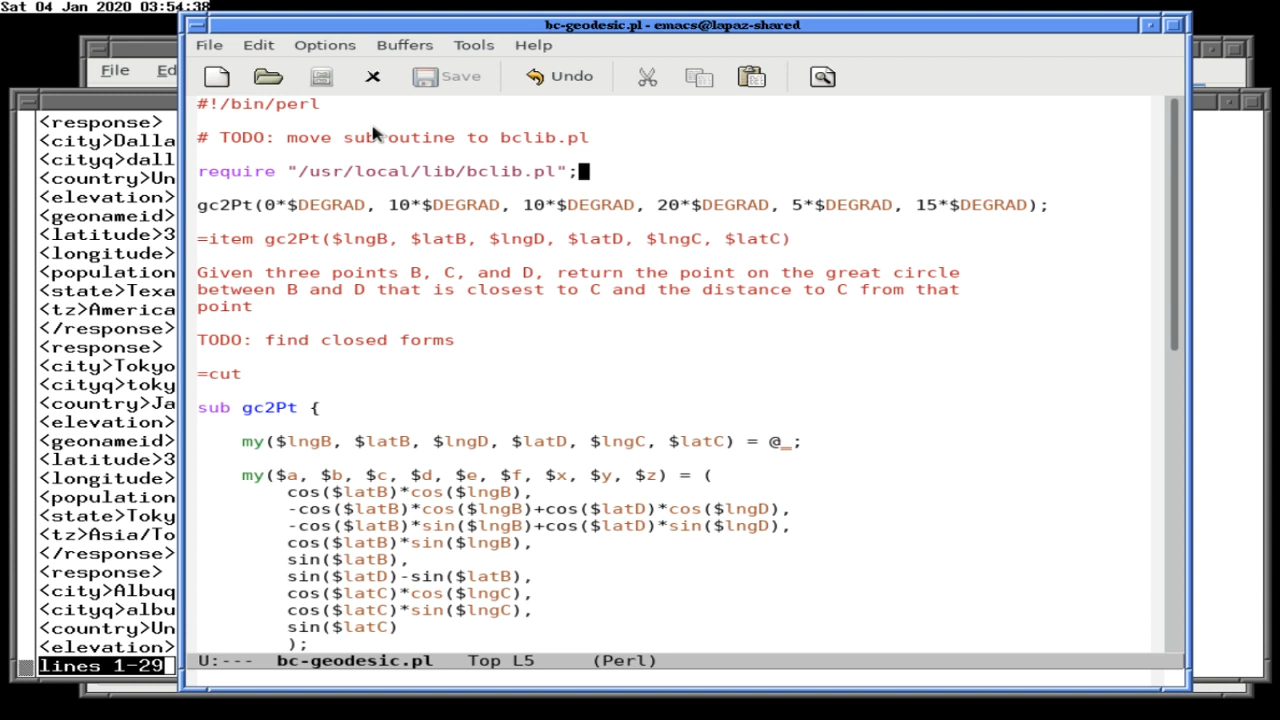 Sat 04 Jan 2020 03:54:38
bc-geodesic.pl - emacs@lapaz-shared
File Edit Options Buffers Tools Help
Save Undo
File Ed
#!/bin/perl
# TODO: move subroutine to bclib.pl
require "/usr/local/lib/bclib.pl";
gc2Pt(0*$DEGRAD, 10*$DEGRAD, 10*$DEGRAD, 20*$DEGRAD, 5*$DEGRAD, 15*$DEGRAD);
=item gc2Pt($lngB, $latB, $lngD, $latD, $lngC, $latC)
Given three points B, C, and D, return the point on the great circle
between B and D that is closest to C and the distance to C from that
point
TODO: find closed forms
=cut
sub gc2Pt {
my($lngB, $latB, $lngD, $latD, $lngC, $latC) = @_;
my($a, $b, $c, $d, $e, $f, $x, $y, $z) = (
cos($latB)*cos($lngB),
-cos($latB)*cos($lngB)+cos($latD)*cos($lngD),
-cos($latB)*sin($lngB)+cos($latD)*sin($lngD),
cos($latB)*sin($lngB),
sin($latB),
sin($latD)-sin($latB),
cos($latC)*cos($lngC),
cos($latC)*sin($lngC),
sin($latC)
);
U:--- bc-geodesic.pl Top L5 (Perl)
<response>
<city>Dalla
<cityq>dall
<country>Un
<elevation>
<geonameid>
<latitude>3
<longitude>
<population
<state>Texa
<tz>America
</response>
<response>
<city>Tokyo
<cityq>toky
<country>Ja
<elevation>
<geonameid>
<latitude>3
<longitude>
<population
<state>Toky
<tz>Asia/To
</response>
<response>
<city>Albuq
<cityq>albu
<country>Un
<elevation>
lines 1-29